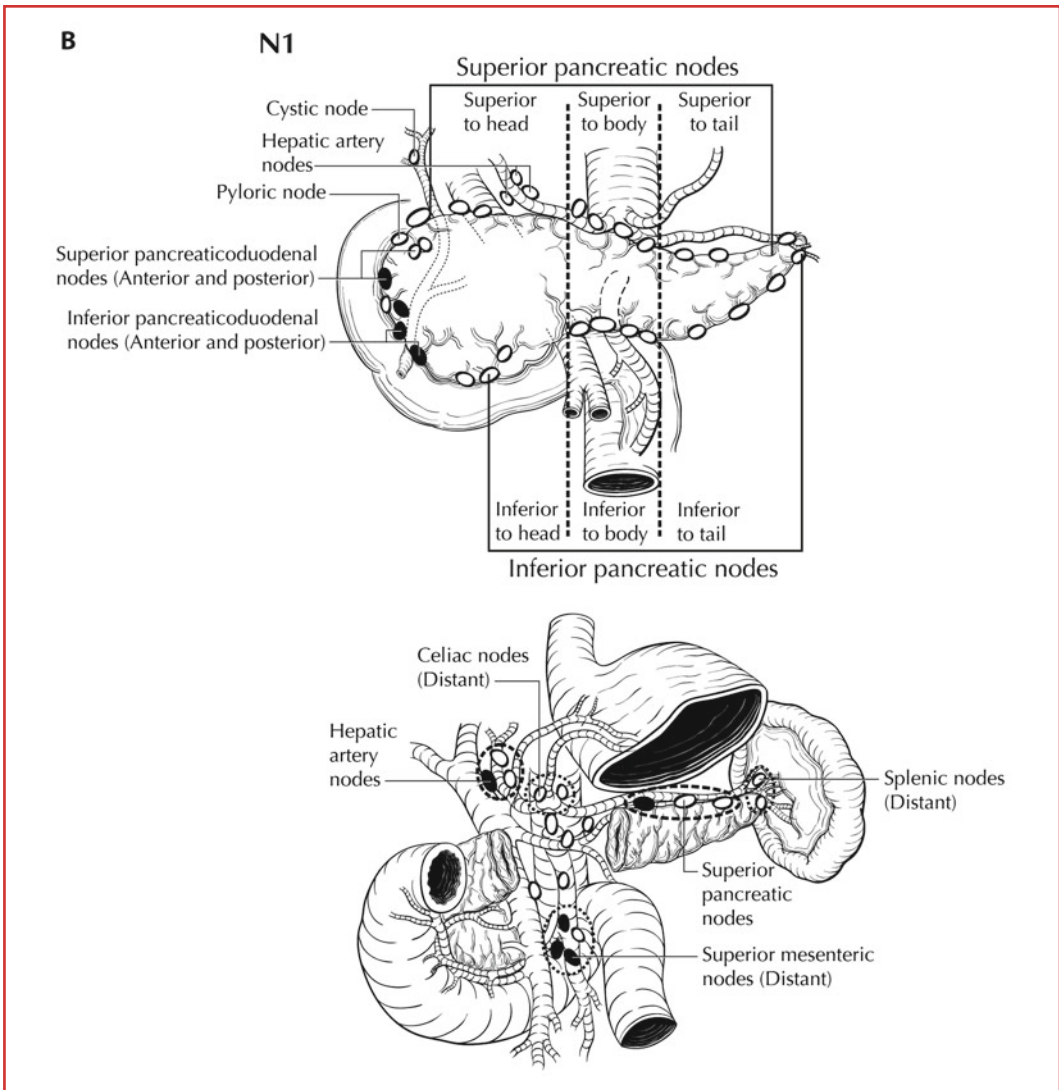 B
N1
Superior pancreatic nodes
Cystic node
Hepatic artery
nodes
Pyloric node
Superior pancreaticoduodenal
nodes (Anterior and posterior)
Inferior pancreaticoduodenal
nodes (Anterior and posterior)
Superior
to head
Superior
to body
Superior
to tail
Inferior
to head
Inferior
to body
Inferior
to tail
Inferior pancreatic nodes
Celiac nodes
(Distant)
Hepatic
artery
nodes
Splenic nodes
(Distant)
Superior
pancreatic
nodes
Superior mesenteric
nodes (Distant)